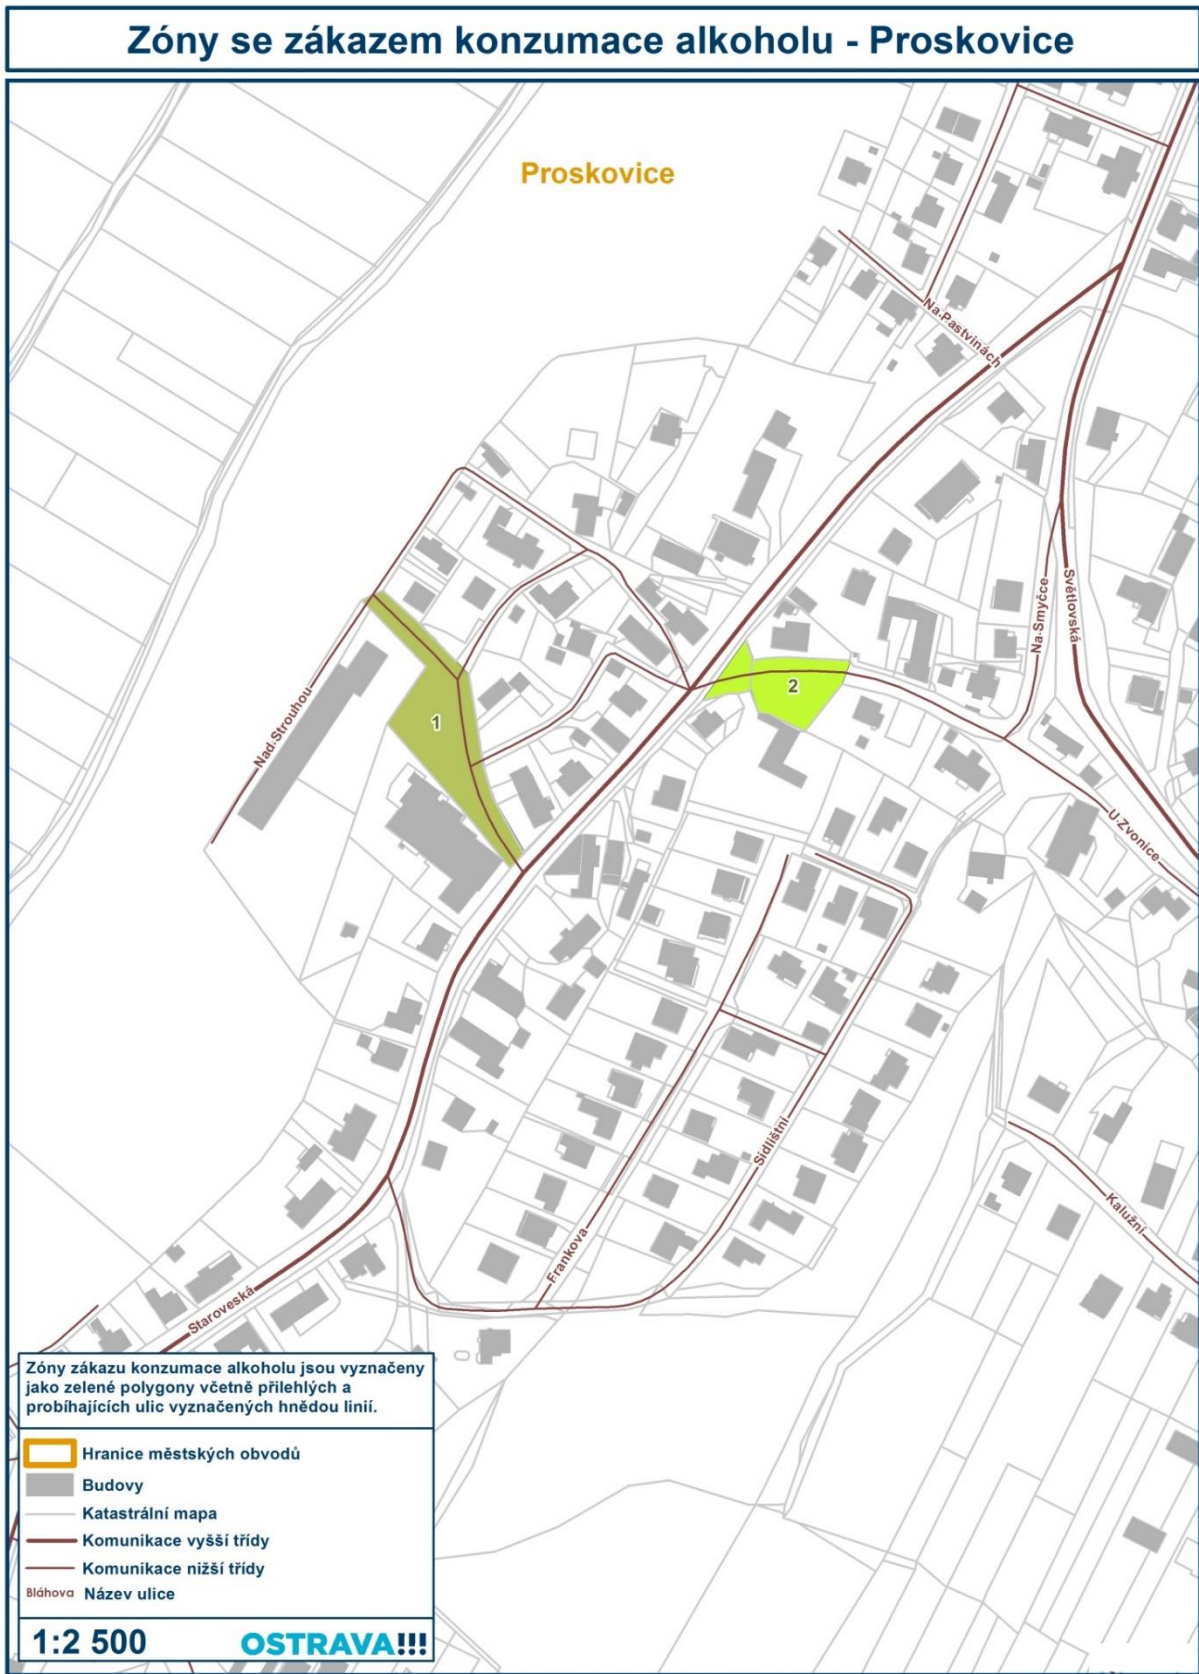 Zóny se zákazem konzumace alkoholu - Proskovice
Proskovice
Na Pastvinách
Na Smyčce
Světlovská
Nad Strouhou
1
2
U Zvonice
Sídlištní
Frankova
Kalužní
Staroveská
Zóny zákazu konzumace alkoholu jsou vyznačeny
jako zelené polygony včetně přilehlých a
probíhajících ulic vyznačených hnědou linií.
Hranice městských obvodů
Budovy
Katastrální mapa
Komunikace vyšší třídy
Komunikace nižší třídy
Bláhova Název ulice
1:2 500 OSTRAVA!!!